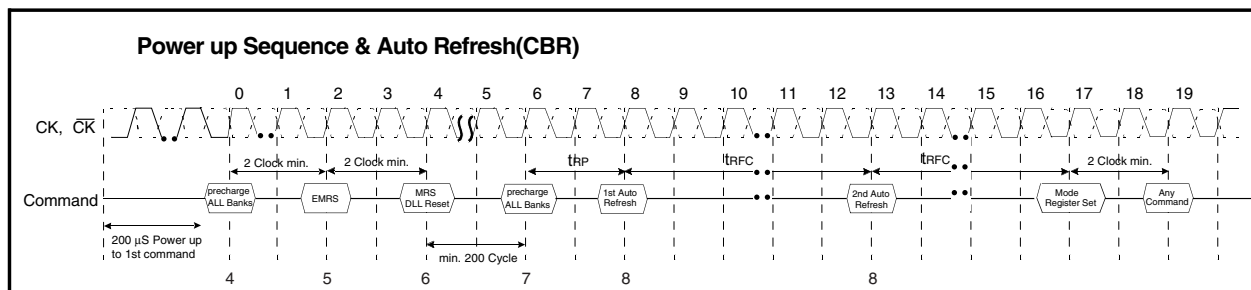 Power up Sequence & Auto Refresh(CBR)
0 1 2 3 4 5 6 7 8 9 10 11 12 13 14 15 16 17 18 19
CK, C̅K̅
2 Clock min. 2 Clock min. tRP tRFC tRFC 2 Clock min.
Command
precharge
ALL Banks
EMRS
MRS
DLL Reset
precharge
ALL Banks
1st Auto
Refresh
2nd Auto
Refresh
Mode
Register Set
Any
Command
200 μS Power up
to 1st command
min. 200 Cycle
4 5 6 7 8 8